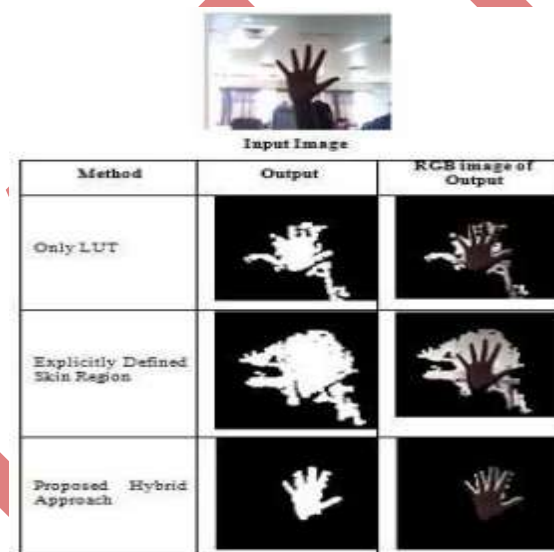 Input Image
Method
Output
RGB image of
Output
Only LUT
Explicitly Defined
Skin Region
Proposed Hybrid
Approach